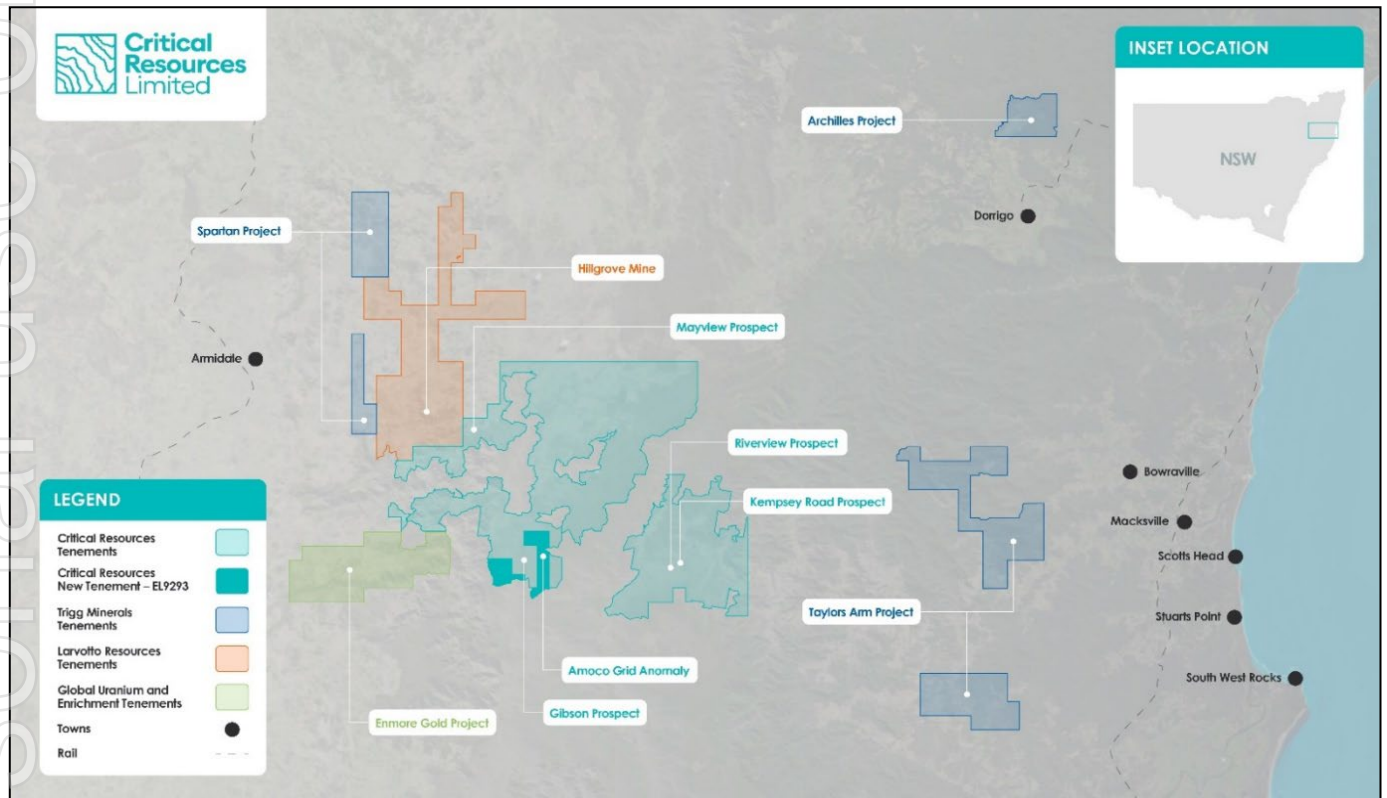 Critical
Resources
Limited
INSET LOCATION
NSW
Archilles Project
Dorrigo
Spartan Project
Hillgrove Mine
Mayview Prospect
Armidale
Riverview Prospect
Bowraville
Kempsey Road Prospect
Macksville
Scotts Head
Taylors Arm Project
Stuarts Point
Amoco Grid Anomaly
South West Rocks
Gibson Prospect
Enmore Gold Project
LEGEND
Critical Resources
Tenements
Critical Resources
New Tenement – EL9293
Trigg Minerals
Tenements
Larvotto Resources
Tenements
Global Uranium and
Enrichment Tenements
Towns
Rail